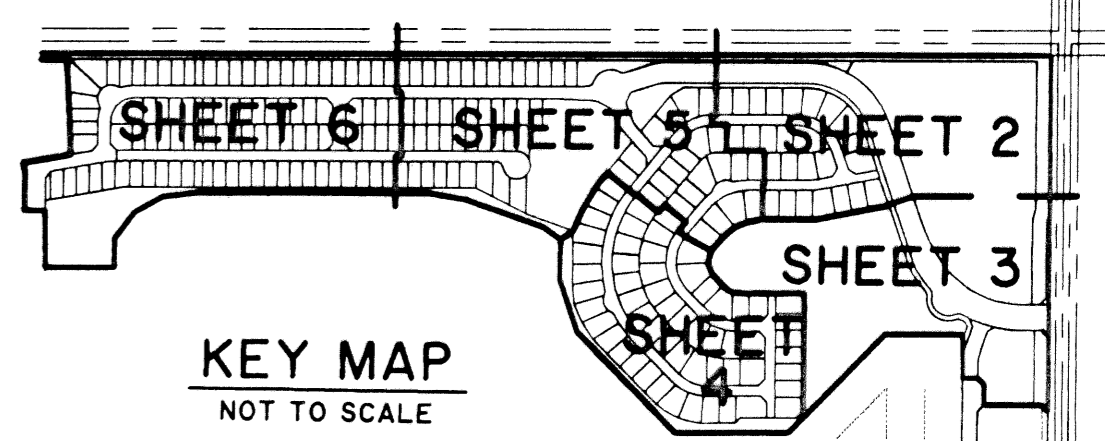 SHEET 6
SHEET 5
SHEET 2
SHEET 3
SHEET
4
KEY MAP
NOT TO SCALE